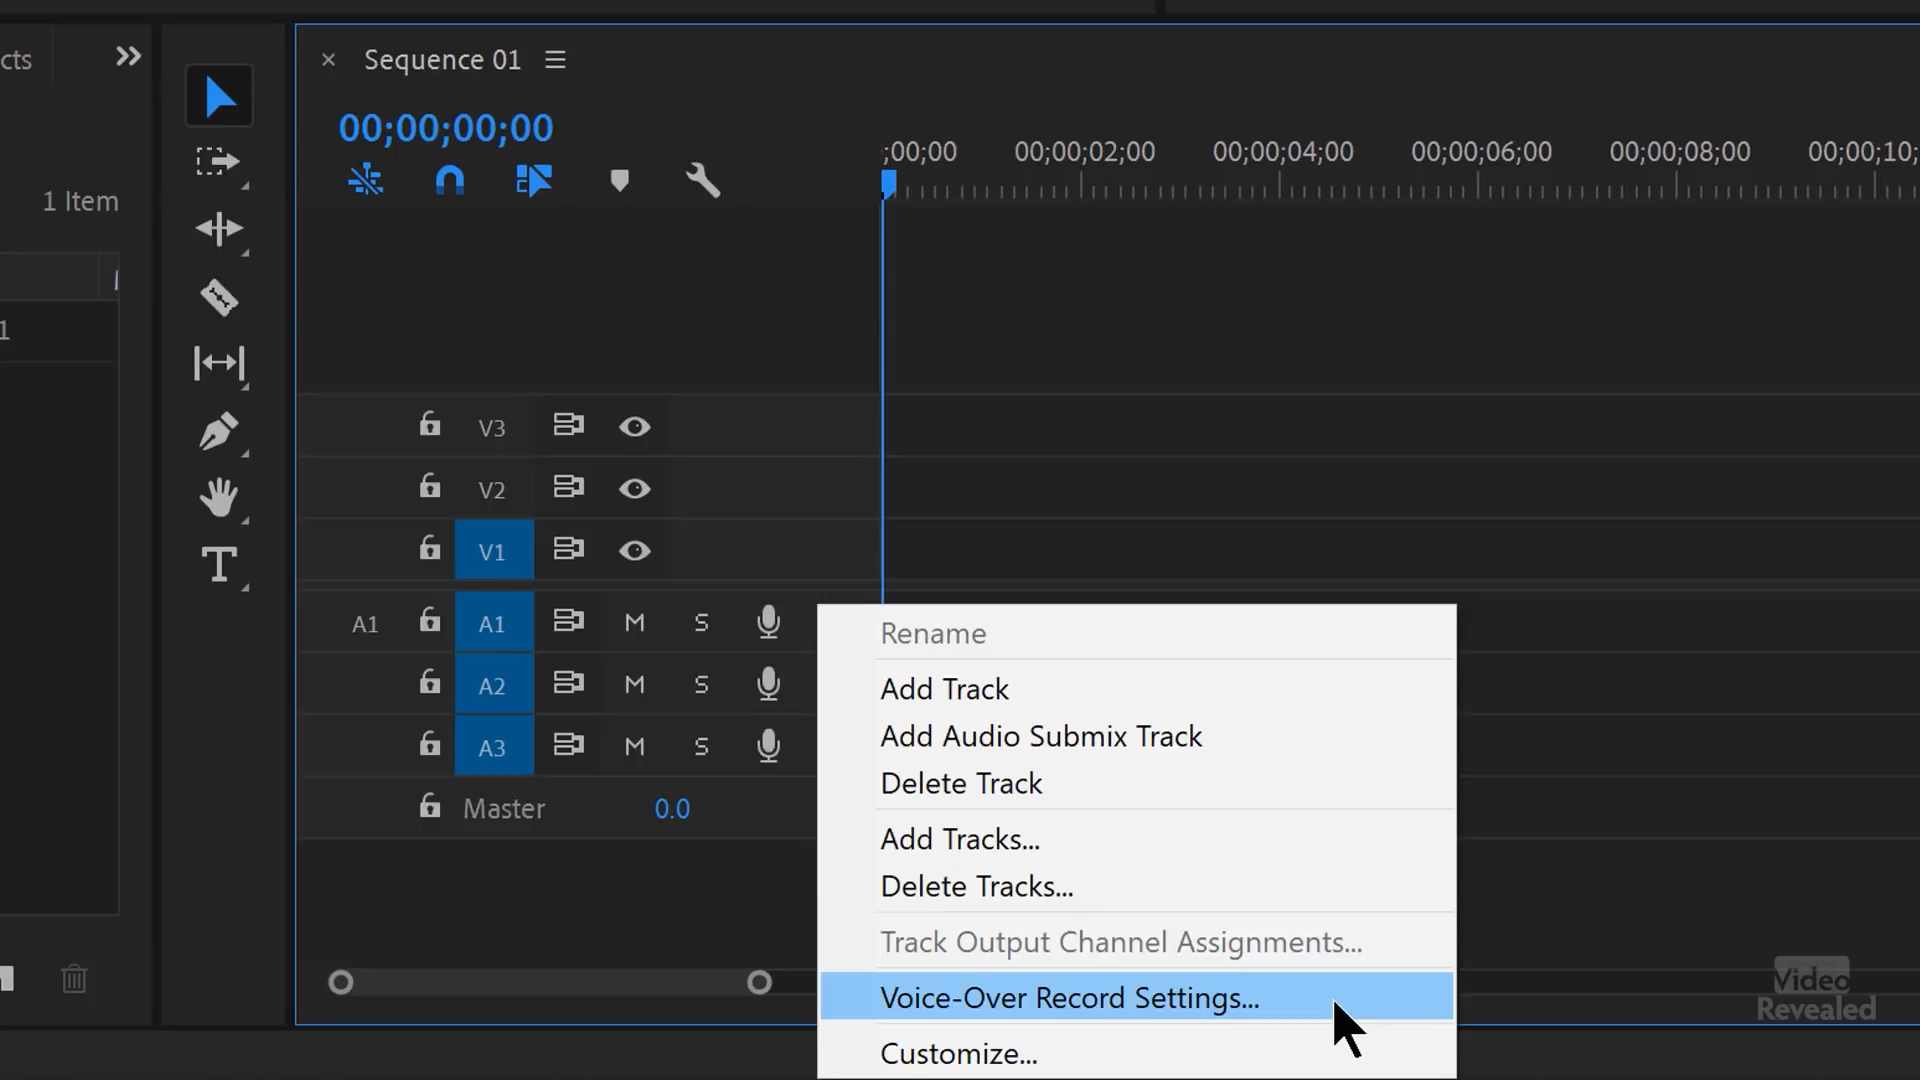 cts
Sequence 01
00;00;00;00
;00;00 00;00;02;00 00;00;04;00 00;00;06;00 00;00;08;00 00;00;10;
1 Item
1
V3
V2
V1
A1 A1 M S
A2 M S
A3 M S
Master 0.0
Rename
Add Track
Add Audio Submix Track
Delete Track
Add Tracks...
Delete Tracks...
Track Output Channel Assignments...
Voice-Over Record Settings...
Customize...
Video
Revealed